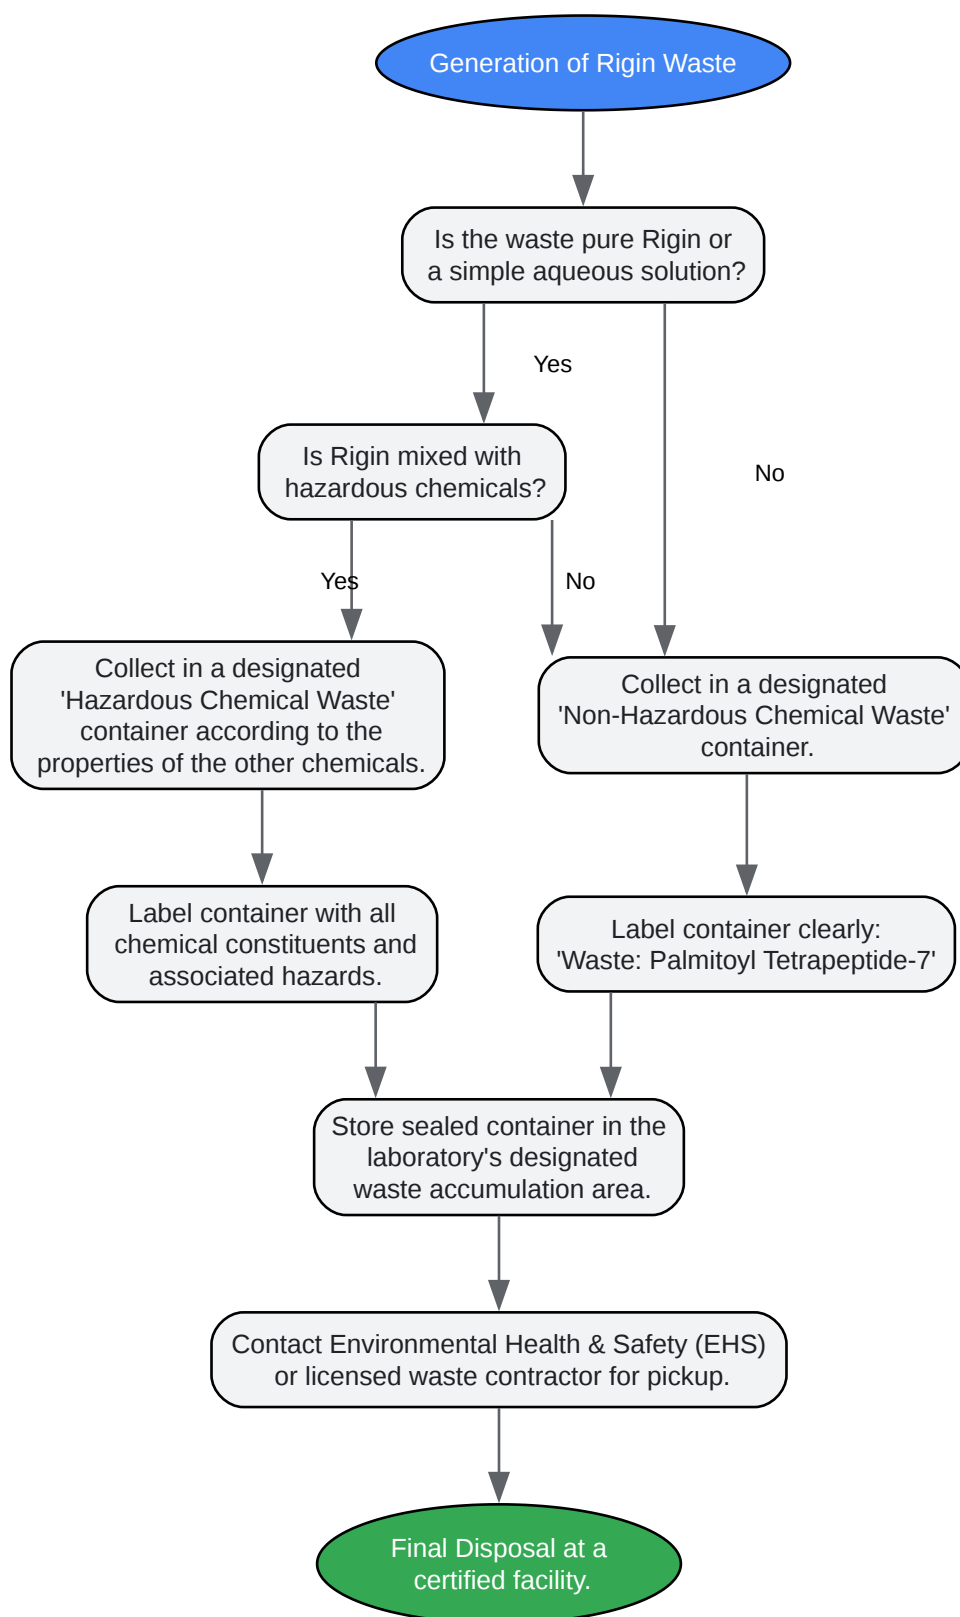 Generation of Rigin Waste
Is the waste pure Rigin or
a simple aqueous solution?
Yes
Is Rigin mixed with
hazardous chemicals?
No
Yes
No
Collect in a designated
'Hazardous Chemical Waste'
container according to the
properties of the other chemicals.
Collect in a designated
'Non-Hazardous Chemical Waste'
container.
Label container with all
chemical constituents and
associated hazards.
Label container clearly:
'Waste: Palmitoyl Tetrapeptide-7'
Store sealed container in the
laboratory's designated
waste accumulation area.
Contact Environmental Health & Safety (EHS)
or licensed waste contractor for pickup.
Final Disposal at a
certified facility.